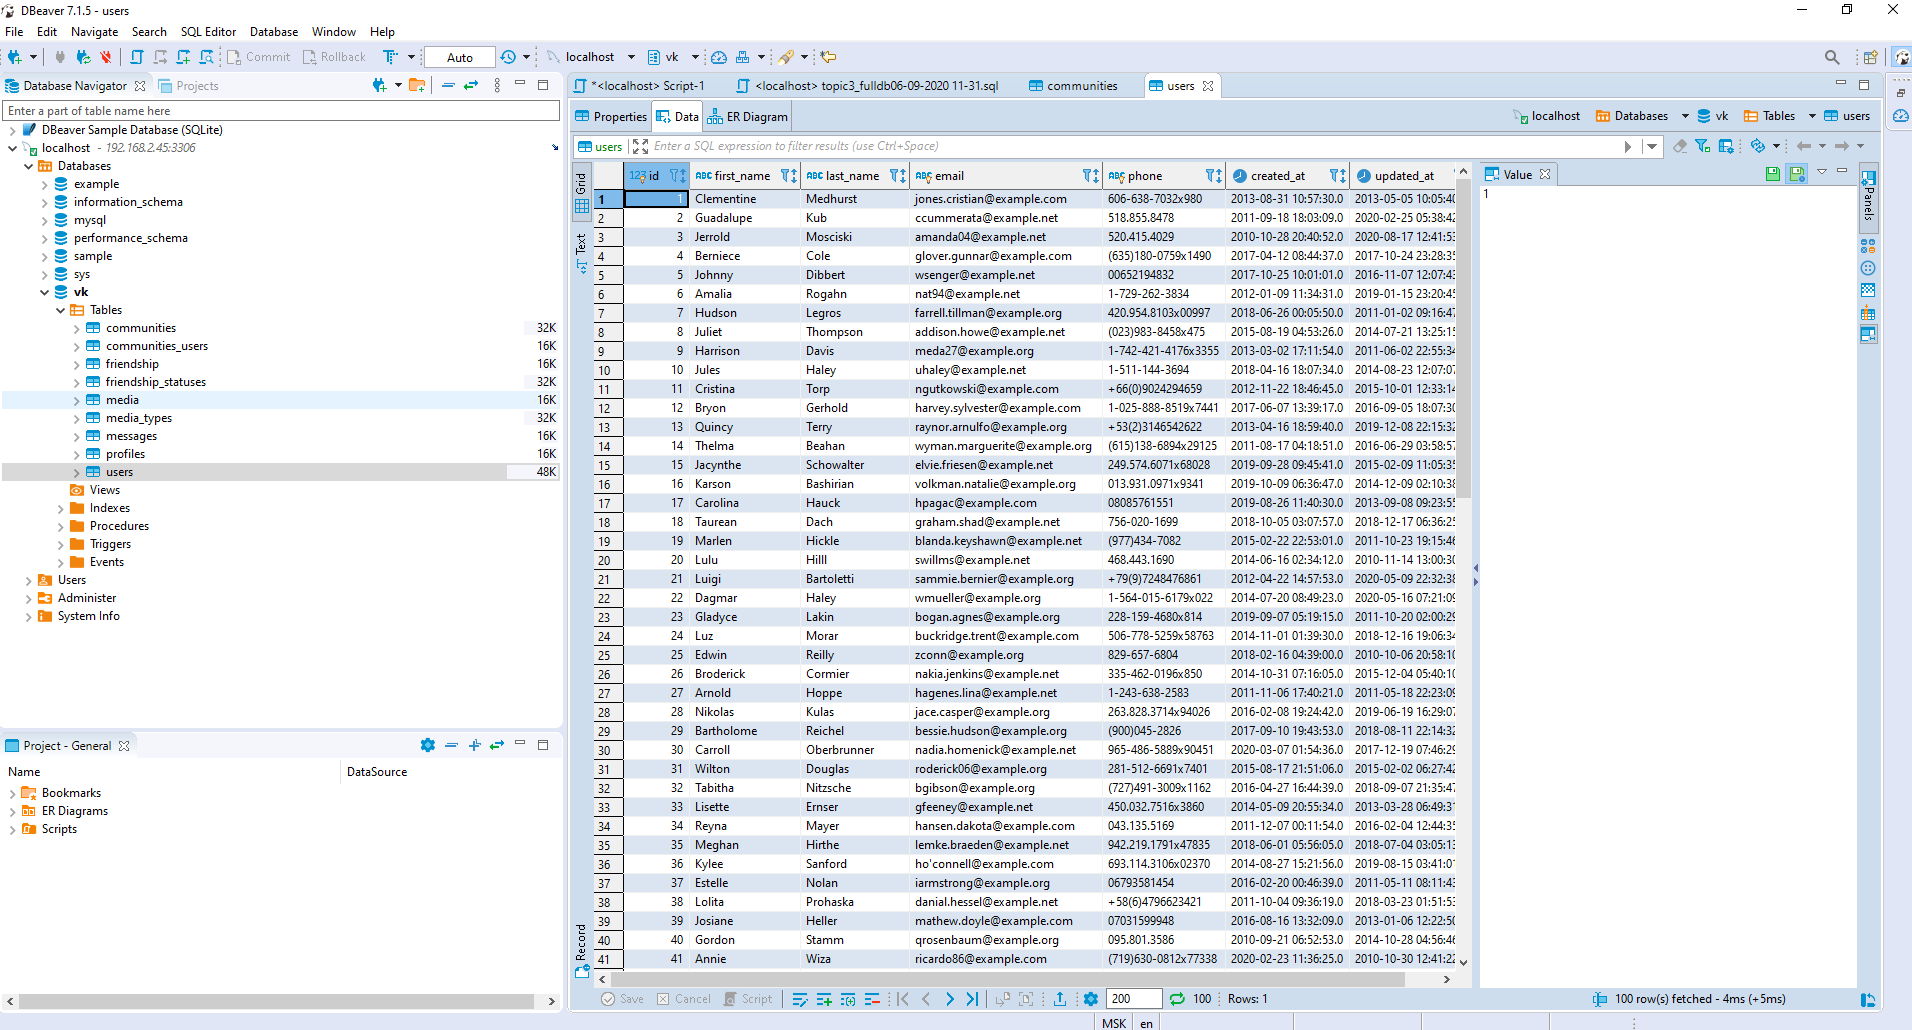 DBeaver 7.1.5 - users
File Edit Navigate Search SQL Editor Database Window Help
Commit Rollback Auto localhost vk
Database Navigator Projects
Enter a part of table name here
DBeaver Sample Database (SQLite)
localhost - 192.168.2.45:3306
Databases
example
information_schema
mysql
performance_schema
sample
sys
vk
Tables
communities 32K
communities_users 16K
friendship 16K
friendship_statuses 32K
media 16K
media_types 32K
messages 16K
profiles 16K
users 48K
Views
Indexes
Procedures
Triggers
Events
Users
Administer
System Info
Project - General
Name DataSource
Bookmarks
ER Diagrams
Scripts
*<localhost> Script-1 <localhost> topic3_fulldb06-09-2020 11-31.sql communities users
Properties Data ER Diagram localhost Databases vk Tables users
users Enter a SQL expression to filter results (use Ctrl+Space)
Grid
Text
Record
123 id ABC first_name ABC last_name ABC email ABC phone created_at updated_at
1 1 Clementine Medhurst jones.cristian@example.com 606-638-7032x980 2013-08-31 10:57:30.0 2013-05-05 10:05:40
2 2 Guadalupe Kub ccummerata@example.net 518.855.8478 2011-09-18 18:03:09.0 2020-02-25 05:38:42
3 3 Jerrold Mosciski amanda04@example.net 520.415.4029 2010-10-28 20:40:52.0 2020-08-17 12:41:53
4 4 Berniece Cole glover.gunnar@example.com (635)180-0759x1490 2017-04-12 08:44:37.0 2017-10-24 23:28:35
5 5 Johnny Dibbert wsenger@example.net 00652194832 2017-10-25 10:01:01.0 2016-11-07 12:07:43
6 6 Amalia Rogahn nat94@example.net 1-729-262-3834 2012-01-09 11:34:31.0 2019-01-15 23:20:45
7 7 Hudson Legros farrell.tillman@example.org 420.954.8103x00997 2018-06-26 00:05:50.0 2011-01-02 09:16:47
8 8 Juliet Thompson addison.howe@example.net (023)983-8458x475 2015-08-19 04:53:26.0 2014-07-21 13:25:15
9 9 Harrison Davis meda27@example.org 1-742-421-4176x3355 2013-03-02 17:11:54.0 2011-06-02 22:55:34
10 10 Jules Haley uhaley@example.net 1-511-144-3694 2018-04-16 18:07:34.0 2014-08-23 12:07:07
11 11 Cristina Torp ngutkowski@example.com +66(0)9024294659 2012-11-22 18:46:45.0 2015-10-01 12:33:14
12 12 Bryon Gerhold harvey.sylvester@example.com 1-025-888-8519x7441 2017-06-07 13:39:17.0 2016-09-05 18:07:30
13 13 Quincy Terry raynor.arnulfo@example.org +53(2)3146542622 2013-04-16 18:59:40.0 2019-12-08 22:15:32
14 14 Thelma Beahan wyman.marguerite@example.org (615)138-6894x29125 2011-08-17 04:18:51.0 2016-06-29 03:58:57
15 15 Jacynthe Schowalter elvie.friesen@example.net 249.574.6071x68028 2019-09-28 09:45:41.0 2015-02-09 11:05:35
16 16 Karson Bashirian volkman.natalie@example.org 013.931.0971x9341 2019-08-09 06:36:47.0 2014-12-09 02:10:38
17 17 Carolina Hauck hpagac@example.com 08085761551 2019-08-26 11:40:30.0 2013-09-08 09:23:55
18 18 Taurean Dach graham.shad@example.net 756-020-1699 2018-10-05 03:07:57.0 2018-12-17 06:36:25
19 19 Marlen Hickle blanda.keyshawn@example.net (977)434-7082 2015-02-22 22:53:01.0 2011-10-23 19:15:46
20 20 Lulu Hilll swillms@example.net 468.443.1690 2014-06-16 02:34:12.0 2010-11-14 13:00:30
21 21 Luigi Bartoletti sammie.bernier@example.org +79(9)7248476861 2012-04-22 14:57:53.0 2020-05-09 22:32:38
22 22 Dagmar Haley wmueller@example.org 1-564-015-6179x022 2014-07-20 08:49:23.0 2020-05-16 07:21:09
23 23 Gladyce Lakin bogan.agnes@example.org 228-159-4680x814 2019-09-07 05:19:15.0 2011-10-20 02:00:29
24 24 Luz Morar buckridge.trent@example.com 506-778-5259x58763 2014-11-01 01:39:30.0 2018-12-16 19:06:34
25 25 Edwin Reilly zconn@example.org 829-657-6804 2018-02-16 04:39:00.0 2010-10-06 20:58:10
26 26 Broderick Cormier nakia.jenkins@example.net 335-462-0196x850 2014-10-31 07:16:05.0 2015-12-04 05:40:10
27 27 Arnold Hoppe hagenes.lina@example.net 1-243-638-2583 2011-11-06 17:40:21.0 2011-05-18 22:23:09
28 28 Nikolas Kulas jace.casper@example.org 263.828.3714x94026 2016-02-08 19:24:42.0 2019-06-19 16:29:07
29 29 Bartholome Reichel bessie.hudson@example.org (900)045-2826 2017-09-10 19:43:53.0 2018-08-11 22:14:32
30 30 Carroll Oberbrunner nadia.homenick@example.net 965-486-5889x90451 2020-03-07 01:54:36.0 2017-12-19 07:46:29
31 31 Wilton Douglas roderick06@example.org 281-512-6691x7401 2015-08-17 21:51:06.0 2015-02-02 06:27:42
32 32 Tabitha Nitzsche bgibson@example.org (727)491-3009x1162 2016-04-27 16:44:39.0 2018-09-07 21:35:47
33 33 Lisette Ernser gfeeney@example.net 450.032.7516x3860 2014-05-09 20:55:34.0 2013-03-28 06:49:31
34 34 Reyna Mayer hansen.dakota@example.com 043.135.5169 2011-12-07 00:11:54.0 2016-02-04 12:44:35
35 35 Meghan Hirthe lemke.braeden@example.net 942.219.1791x47835 2018-06-01 05:56:05.0 2018-07-04 03:05:13
36 36 Kylee Sanford ho'connell@example.com 693.114.3106x02370 2014-08-27 15:21:56.0 2019-08-15 03:41:01
37 37 Estelle Nolan iarmstrong@example.org 06793581454 2016-02-20 00:46:39.0 2011-05-11 08:11:43
38 38 Lolita Prohaska danial.hessel@example.net +58(6)4796623421 2011-10-04 09:36:19.0 2018-03-23 01:51:53
39 39 Josiane Heller mathew.doyle@example.com 07031599948 2016-08-16 13:32:09.0 2013-01-06 12:22:50
40 40 Gordon Stamm qrosenbaum@example.org 095.801.3586 2010-09-21 06:52:53.0 2014-10-28 04:56:46
41 41 Annie Wiza ricardo86@example.com (719)630-0812x77338 2020-02-23 11:36:25.0 2010-10-30 12:41:22
Value
1
Panels
Save Cancel Script 200 100 Rows: 1 100 row(s) fetched - 4ms (+5ms)
MSK en